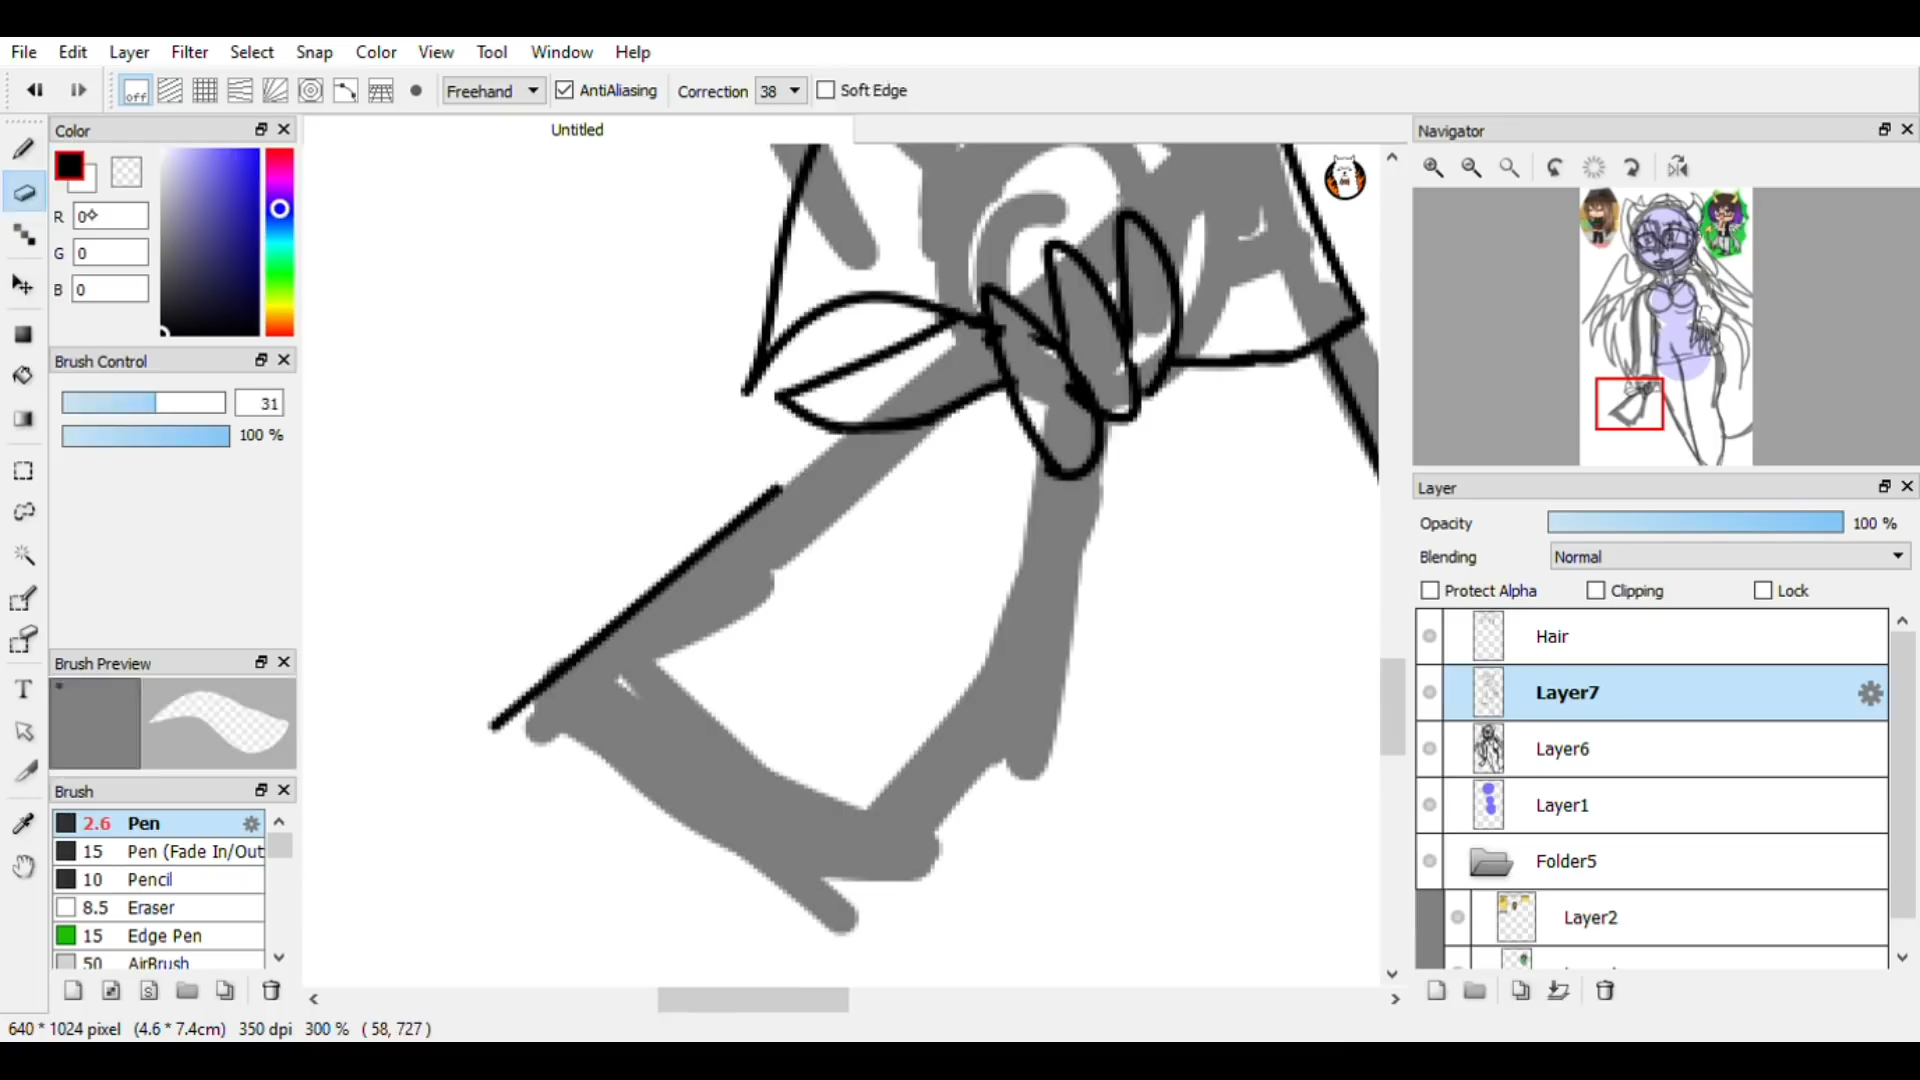 File Edit Layer Filter Select Snap Color View Tool Window Help
off Freehand AntiAliasing Correction 38 Soft Edge
Color
R 0
G 0
B 0
Brush Control
31
100 %
Brush Preview
Brush
2.6 Pen
15 Pen (Fade In/Out
10 Pencil
8.5 Eraser
15 Edge Pen
50 AirBrush
Untitled
Navigator
Layer
Opacity 100 %
Blending Normal
Protect Alpha Clipping Lock
Hair
Layer7
Layer6
Layer1
Folder5
Layer2
640 * 1024 pixel (4.6 * 7.4cm) 350 dpi 300 % ( 58, 727 )